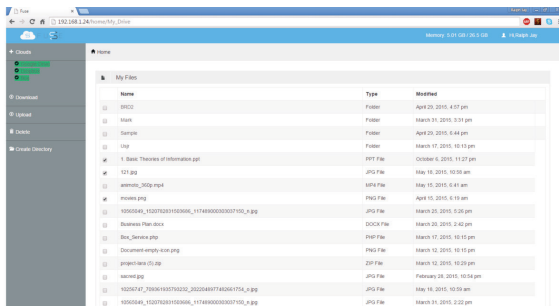 Fuse
192.168.1.24/home/My_Drive
Memory: 5.01 GB / 26.5 GB
Hi Ralph Jay
Clouds
Home
My Files
Download
Upload
Delete
Create Directory
Name Type Modified
BRD2 Folder April 29, 2015, 4:57 pm
Mark Folder March 31, 2015, 3:31 pm
Sample Folder April 29, 2015, 5:44 pm
Folder March 17, 2015, 10:13 pm
1. Basic Theories of Information.ppt PPT File October 6, 2015, 11:27 pm
121.jpg JPG File May 18, 2015, 10:59 am
animoto_360p.mp4 MP4 File May 15, 2015, 5:41 am
movies.png PNG File April 15, 2015, 6:19 am
JPG File March 25, 2015, 5:28 pm
Business Plan.docx DOCX File March 20, 2015, 2:42 pm
Box_Service.php PHP File March 17, 2015, 10:15 pm
Document-empty-icon.png PNG File March 12, 2015, 10:15 pm
project-lara (5).zip ZIP File March 12, 2015, 10:29 pm
sacred.jpg JPG File February 28, 2015, 10:54 pm
JPG File May 18, 2015, 10:59 am
JPG File March 31, 2015, 2:22 pm